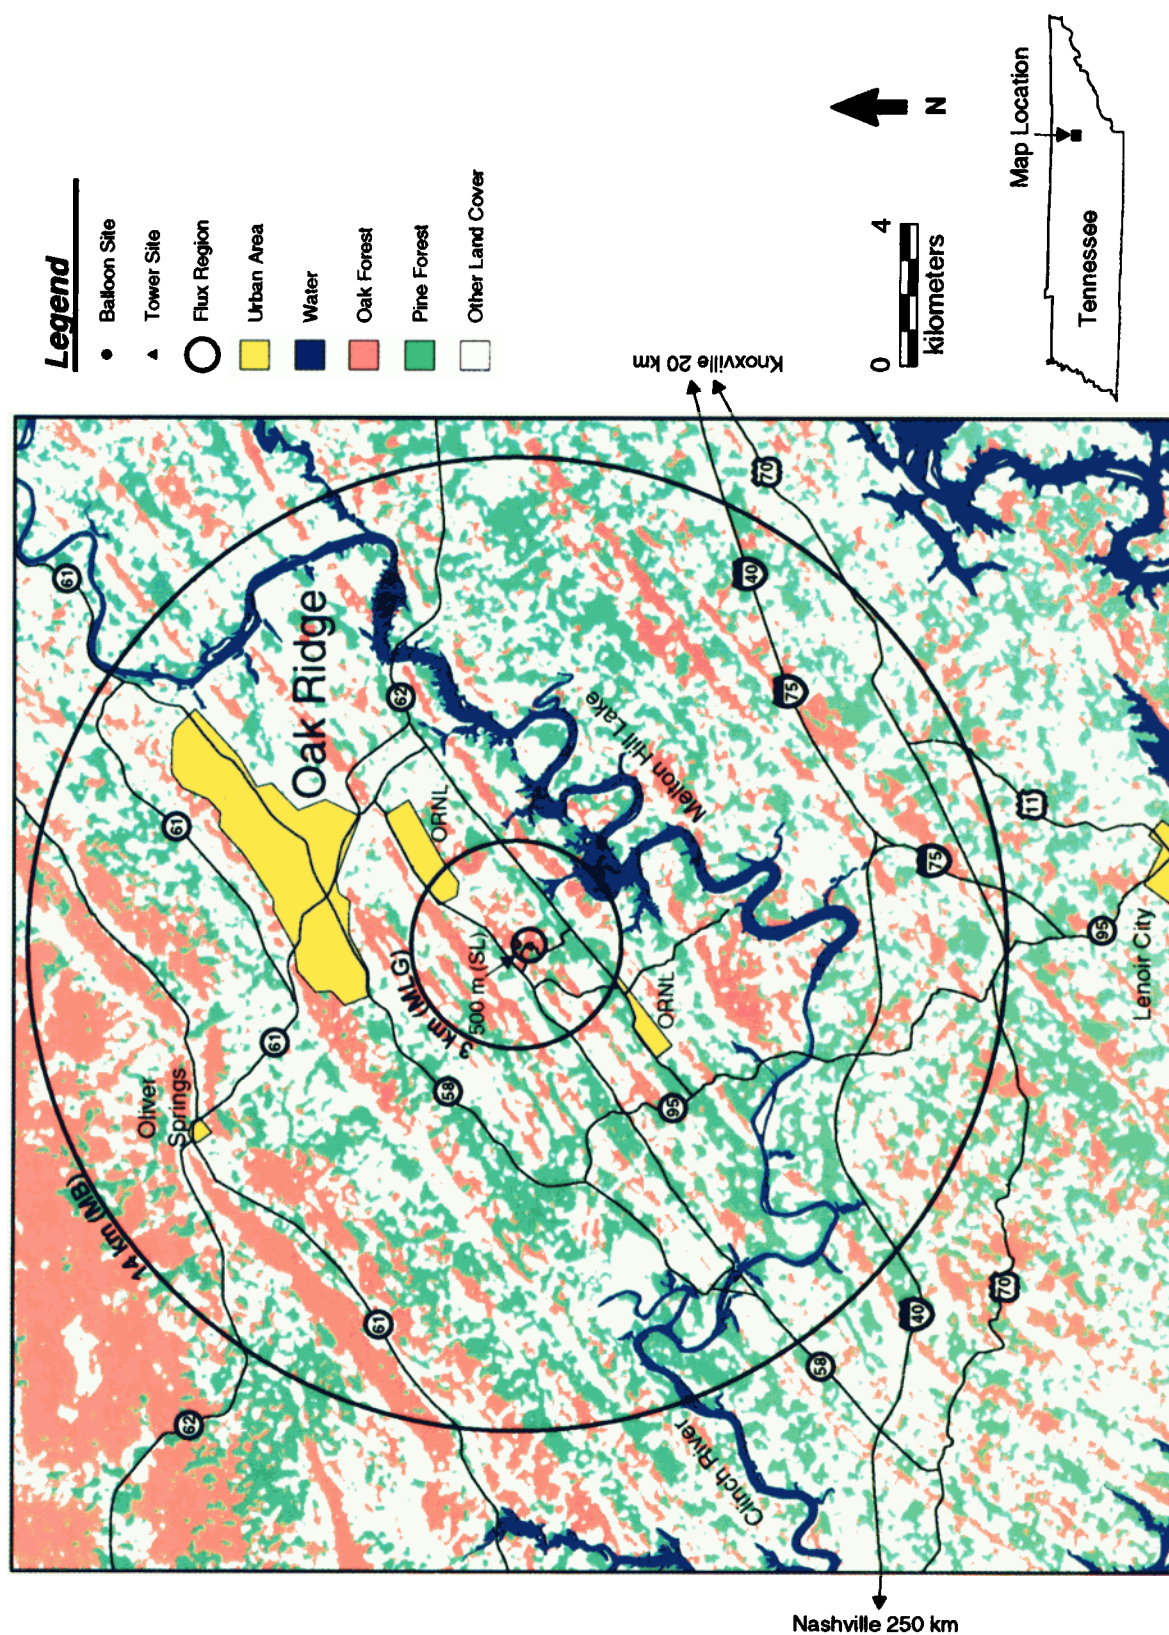 Legend
Balloon Site
Tower Site
Flux Region
Urban Area
Water
Oak Forest
Pine Forest
Other Land Cover
0 4
kilometers
N
Map Location
Tennessee
Knoxville 20 km
Nashville 250 km
14 km (MB)
3 km (MLG)
500 m (SL)
Oliver
Springs
Oak Ridge
ORNL
ORNL
Melton Hill Lake
Clinch River
Lenoir City
61
61
61
61
62
62
58
58
95
95
40
40
75
75
70
70
11